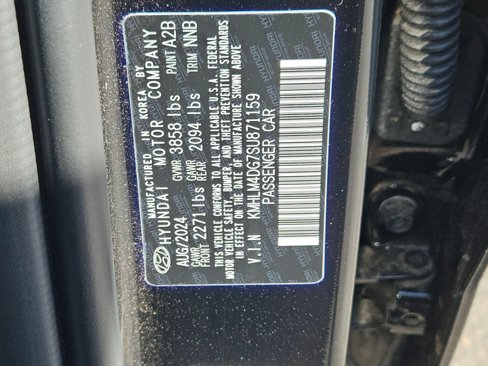 MANUFACTURED IN KOREA BY
HYUNDAI MOTOR COMPANY
AUG/2024 GVWR 3858 lbs PAINT A2B
GAWR FRONT 2271 lbs GAWR REAR 2094 lbs TRIM NNB
THIS VEHICLE CONFORMS TO ALL APPLICABLE U.S.A. FEDERAL
MOTOR VEHICLE SAFETY, BUMPER, AND THEFT PREVENTION STANDARDS
IN EFFECT ON THE DATE OF MANUFACTURE SHOWN ABOVE
V.I.N KMHLM4DG7SU871159
PASSENGER CAR